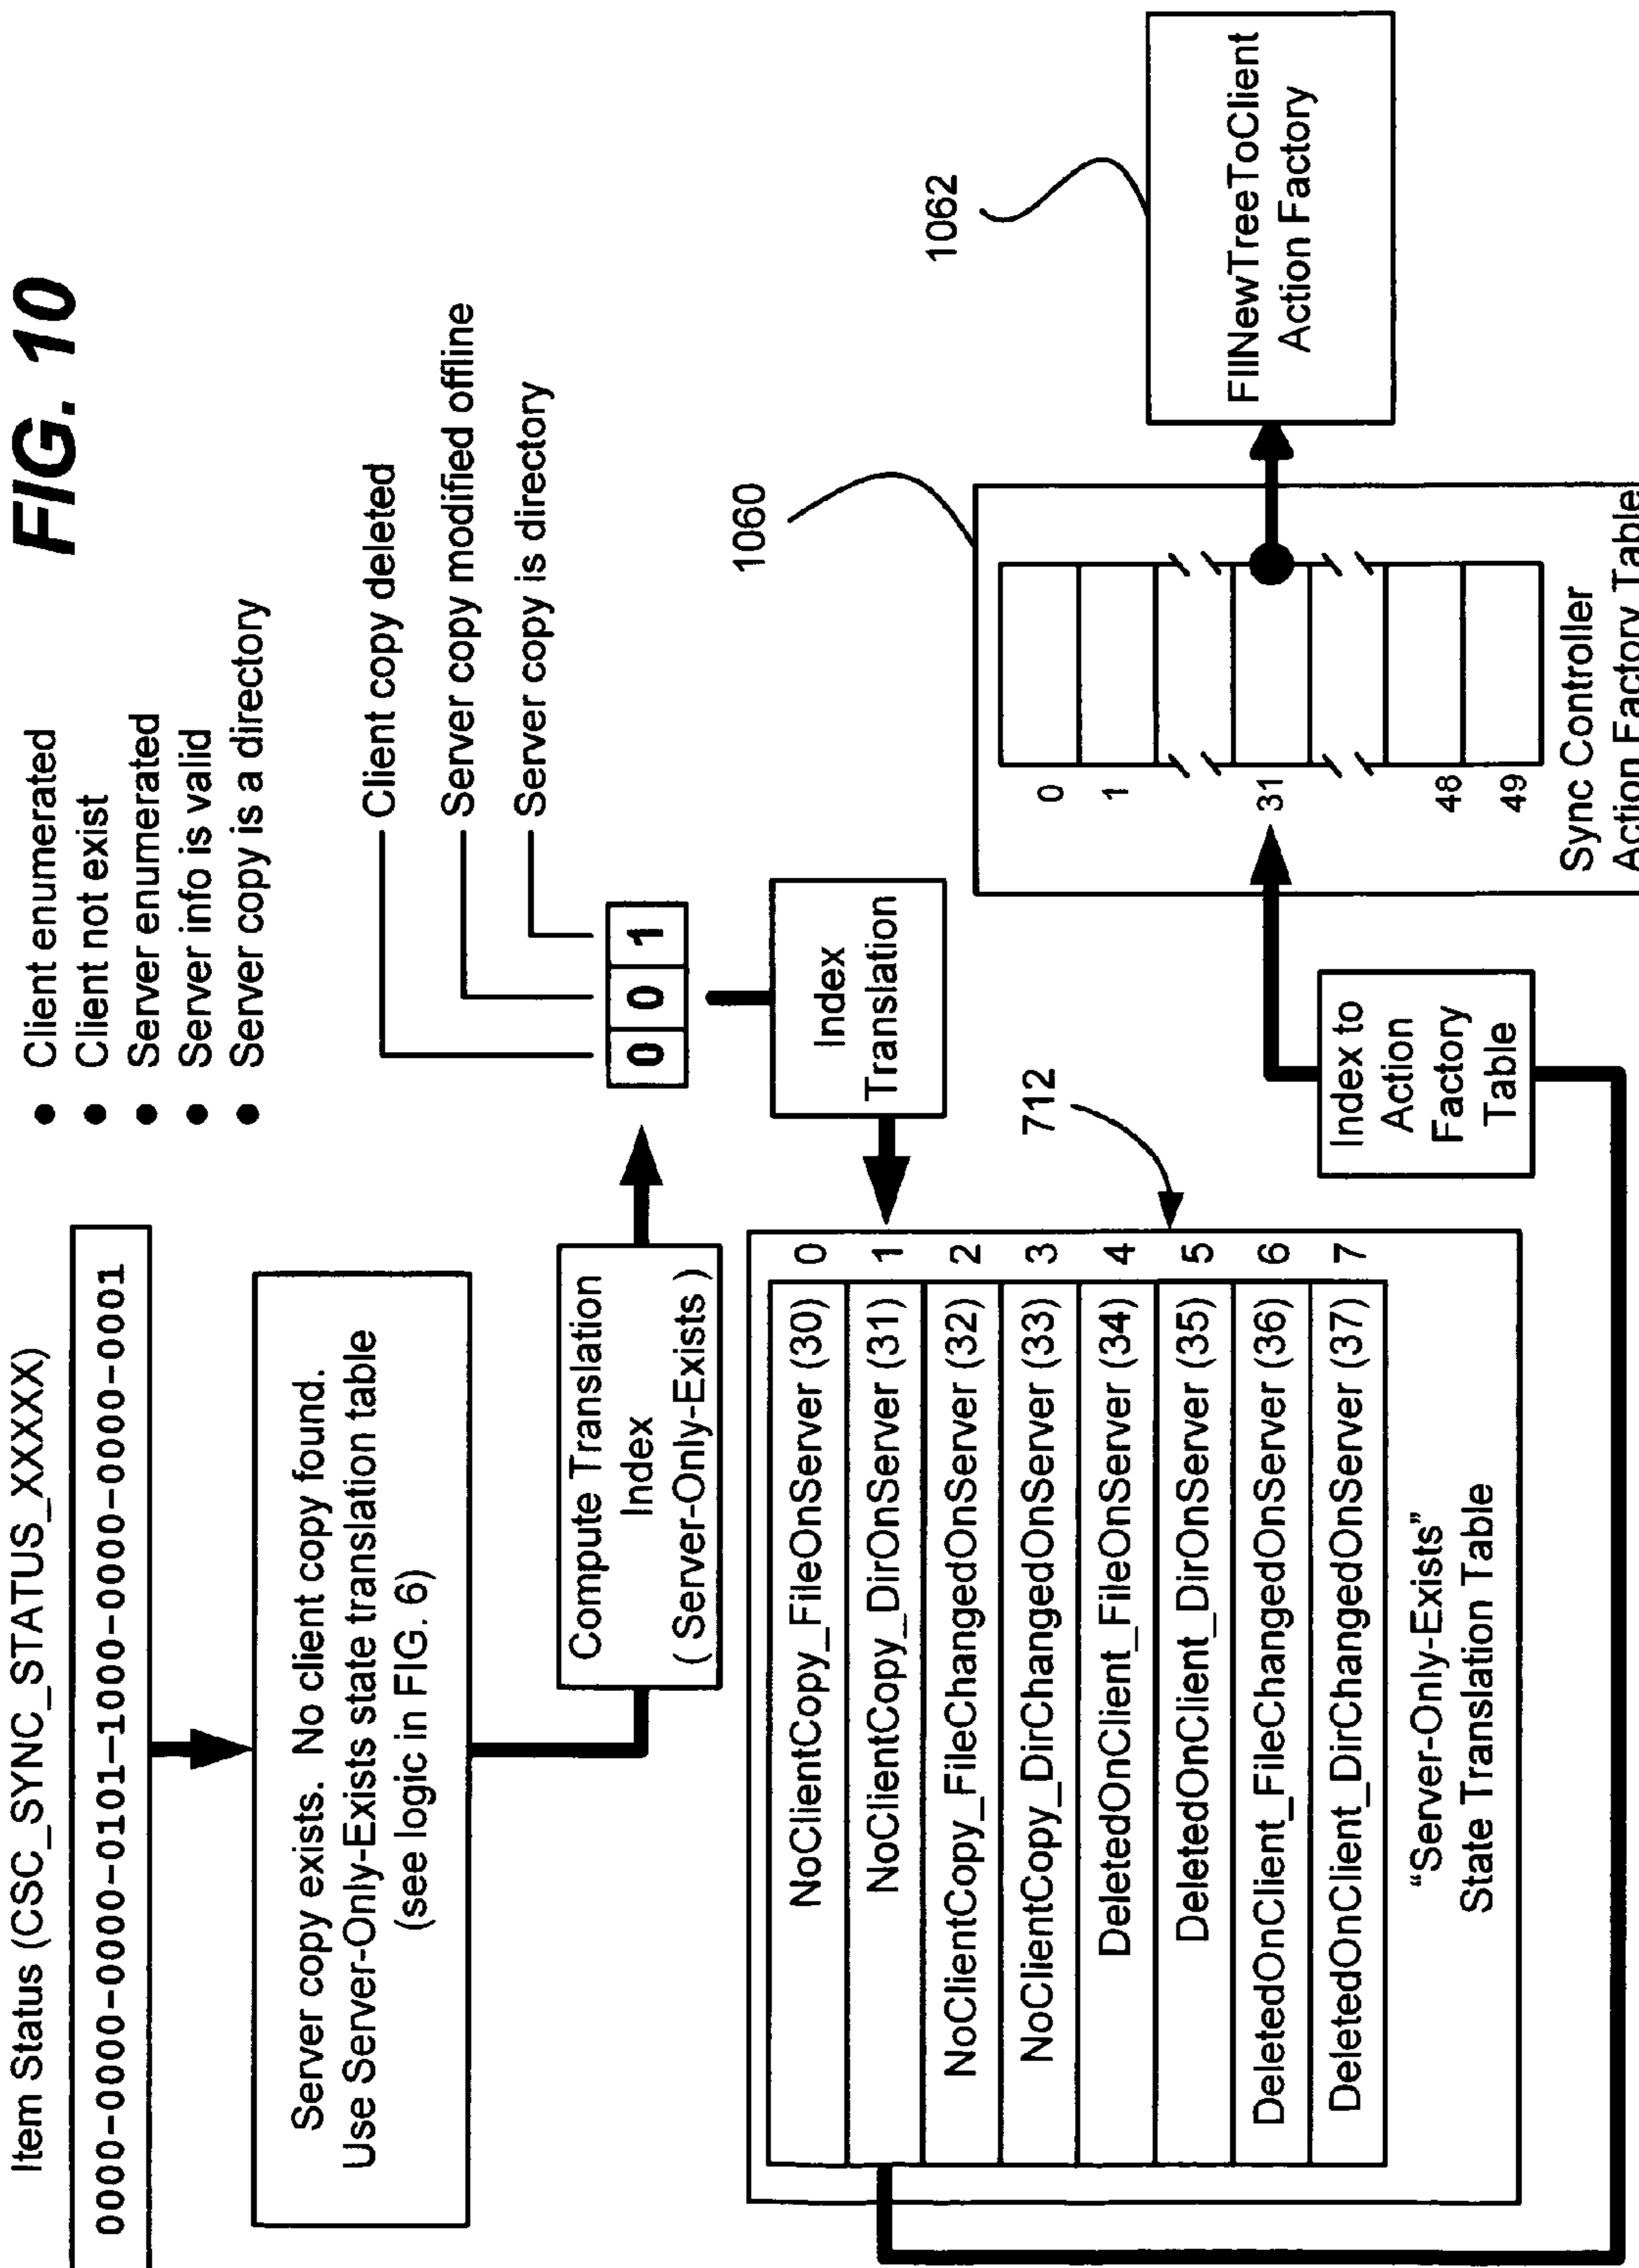 FIG. 10
Item Status (CSC_SYNC_STATUS_XXXXX)
0000-0000-0000-0101-1000-0000-0000-0001
• Client enumerated
• Client not exist
• Server enumerated
• Server info is valid
• Server copy is a directory
Server copy exists. No client copy found.
Use Server-Only-Exists state translation table
(see logic in FIG. 6)
Client copy deleted
Server copy modified offline
Server copy is directory
Compute Translation
Index
( Server-Only-Exists )
0 0 1
Index
Translation
712
NoClientCopy_FileOnServer (30) 0
NoClientCopy_DirOnServer (31) 1
NoClientCopy_FileChangedOnServer (32) 2
NoClientCopy_DirChangedOnServer (33) 3
DeletedOnClient_FileOnServer (34) 4
DeletedOnClient_DirOnServer (35) 5
DeletedOnClient_FileChangedOnServer (36) 6
DeletedOnClient_DirChangedOnServer (37) 7
“Server-Only-Exists”
State Translation Table
Index to
Action
Factory
Table
1060
0
1
31
48
49
Sync Controller
Action Factory Table
1062
FllNewTreeToClient
Action Factory